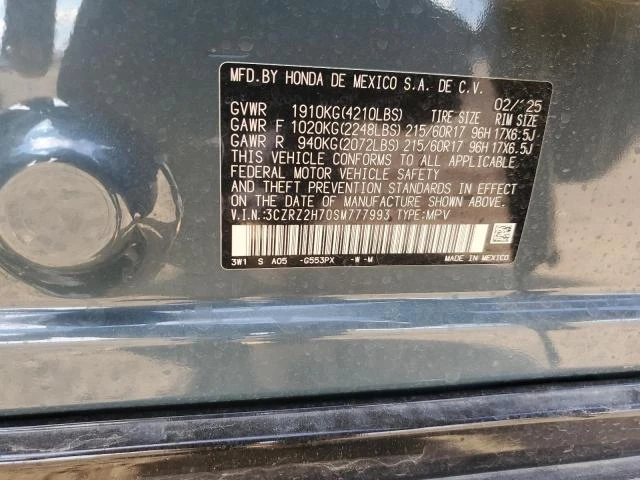 MFD.BY HONDA DE MEXICO S.A. DE C.V.
02/'25
GVWR 1910KG(4210LBS) TIRE SIZE RIM SIZE
GAWR F 1020KG(2248LBS) 215/60R17 96H 17X6.5J
GAWR R 940KG(2072LBS) 215/60R17 96H 17X6.5J
THIS VEHICLE CONFORMS TO ALL APPLICABLE
FEDERAL MOTOR VEHICLE SAFETY
AND THEFT PREVENTION STANDARDS IN EFFECT
ON THE DATE OF MANUFACTURE SHOWN ABOVE.
V.I.N.:3CZRZ2H70SM777993 TYPE:MPV
3W1 S A05 -G553PX -W -M MADE IN MEXICO